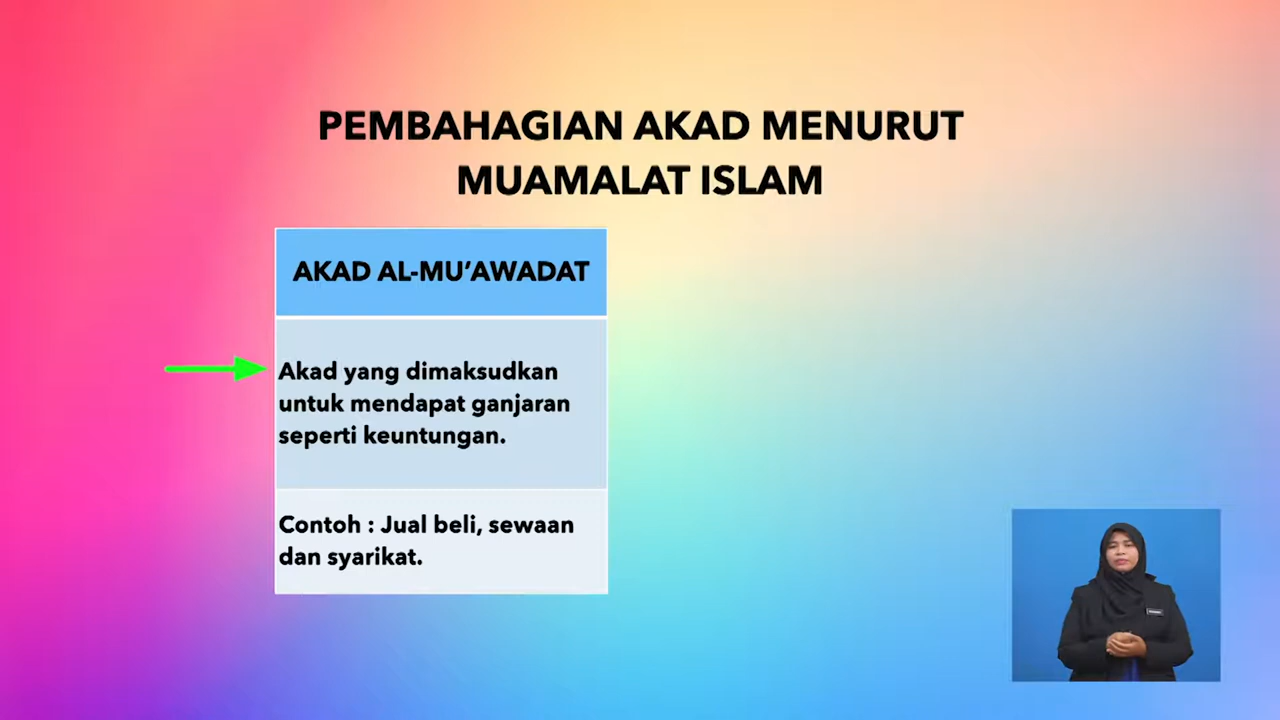 PEMBAHAGIAN AKAD MENURUT
MUAMALAT ISLAM
AKAD AL-MU’AWADAT
Akad yang dimaksudkan
untuk mendapat ganjaran
seperti keuntungan.
Contoh : Jual beli, sewaan
dan syarikat.